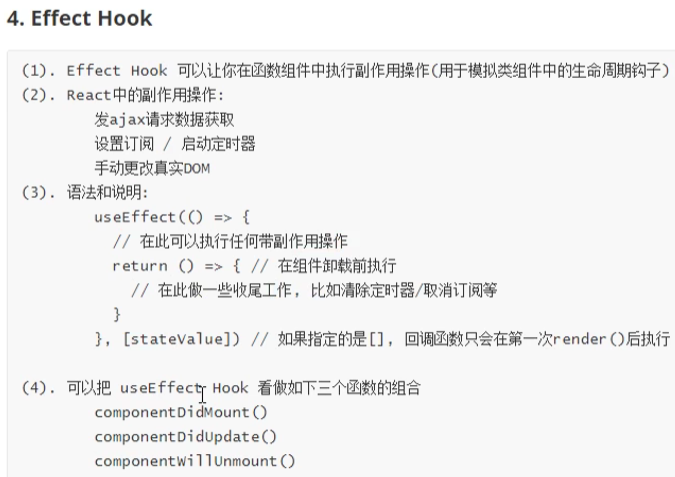 4. Effect Hook
(1). Effect Hook 可以让你在函数组件中执行副作用操作(用于模拟类组件中的生命周期钩子)
(2). React中的副作用操作:
发ajax请求数据获取
设置订阅 / 启动定时器
手动更改真实DOM
(3). 语法和说明:
useEffect(() => {
// 在此可以执行任何带副作用操作
return () => { // 在组件卸载前执行
// 在此做一些收尾工作, 比如清除定时器/取消订阅等
}
}, [stateValue]) // 如果指定的是[], 回调函数只会在第一次render()后执行
(4). 可以把 useEffect Hook 看做如下三个函数的组合
componentDidMount()
componentDidUpdate()
componentWillUnmount()